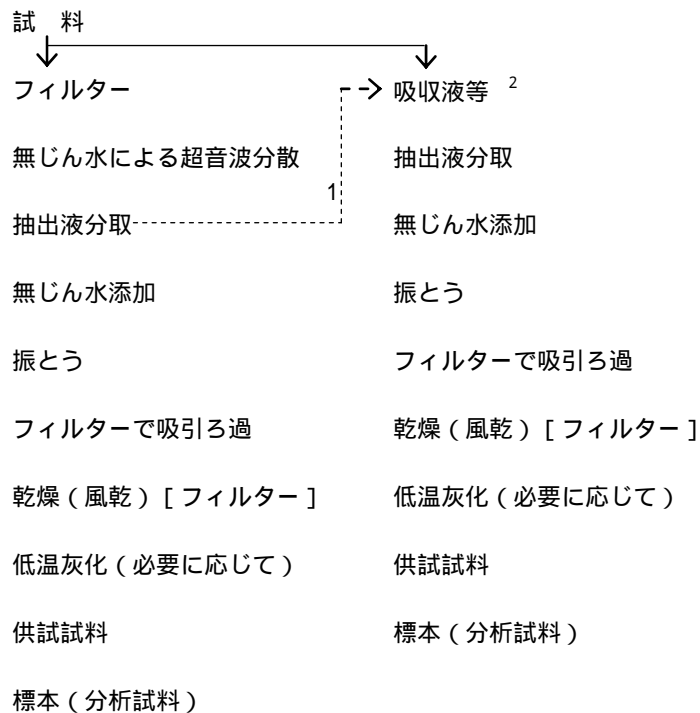 試　料
フィルター
無じん水による超音波分散
1
抽出液分取
無じん水添加
振とう
フィルターで吸引ろ過
乾燥（風乾）[フィルター]
低温灰化（必要に応じて）
供試試料
標本（分析試料）
吸収液等 2
抽出液分取
無じん水添加
振とう
フィルターで吸引ろ過
乾燥（風乾）[フィルター]
低温灰化（必要に応じて）
供試試料
標本（分析試料）